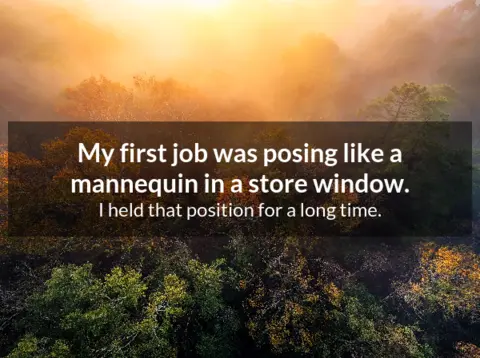 My first job was posing like a
mannequin in a store window.
I held that position for a long time.